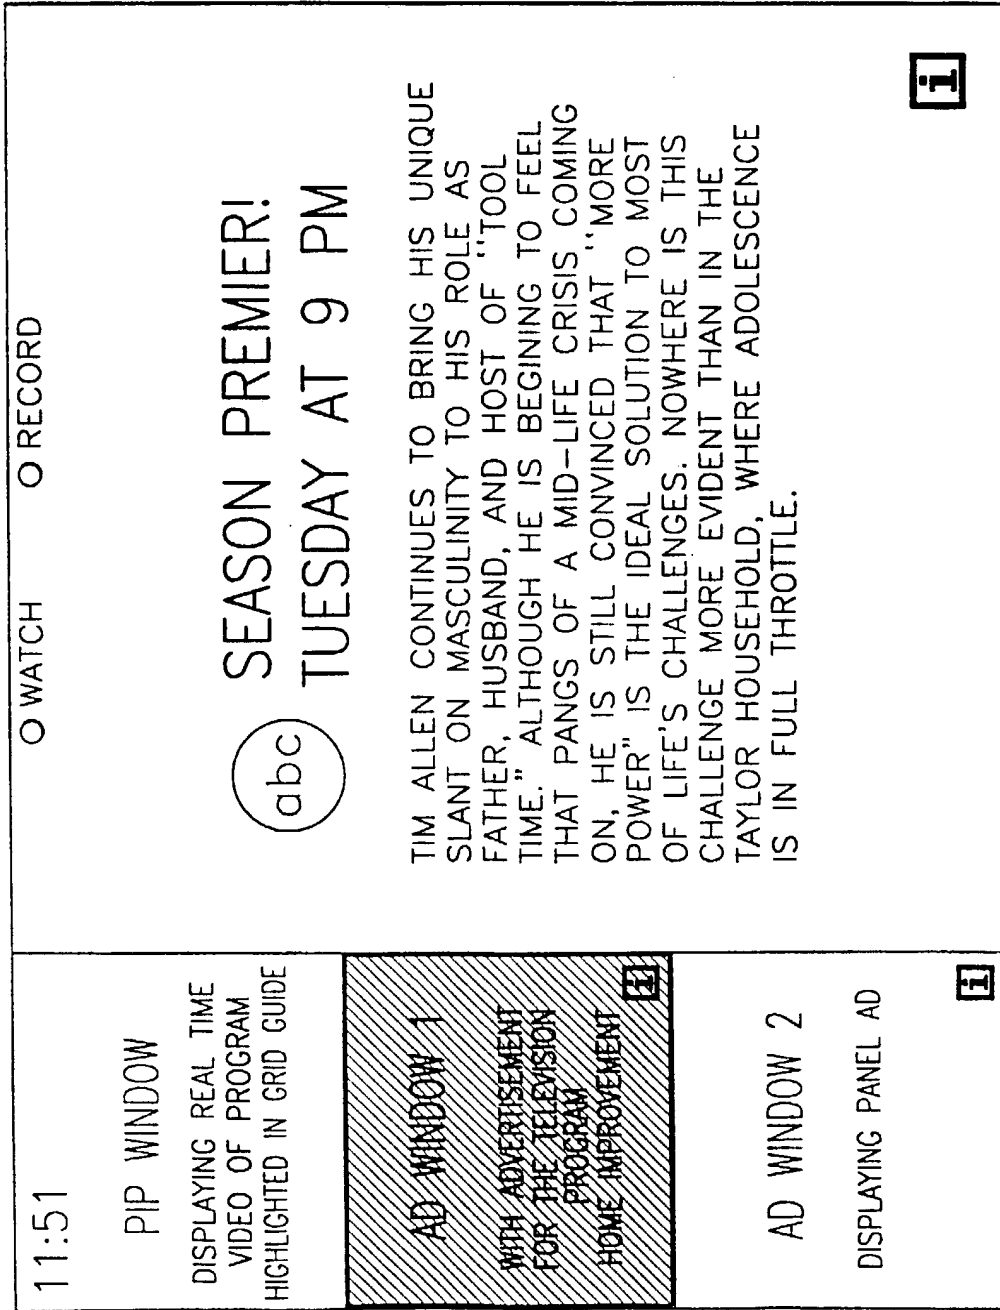 11:51
○ WATCH ○ RECORD
PIP WINDOW
DISPLAYING REAL TIME
VIDEO OF PROGRAM
HIGHLIGHTED IN GRID GUIDE
AD WINDOW 1
WITH ADVERTISEMENT
FOR THE TELEVISION
PROGRAM
HOME IMPROVEMENT
i
AD WINDOW 2
DISPLAYING PANEL AD
i
abc
SEASON PREMIER!
TUESDAY AT 9 PM
TIM ALLEN CONTINUES TO BRING HIS UNIQUE
SLANT ON MASCULINITY TO HIS ROLE AS
FATHER, HUSBAND, AND HOST OF "TOOL
TIME." ALTHOUGH HE IS BEGINING TO FEEL
THAT PANGS OF A MID-LIFE CRISIS COMING
ON, HE IS STILL CONVINCED THAT "MORE
POWER" IS THE IDEAL SOLUTION TO MOST
OF LIFE'S CHALLENGES. NOWHERE IS THIS
CHALLENGE MORE EVIDENT THAN IN THE
TAYLOR HOUSEHOLD, WHERE ADOLESCENCE
IS IN FULL THROTTLE.
i